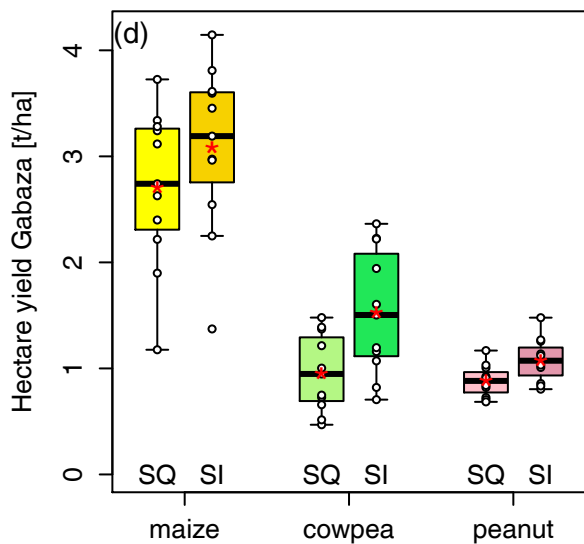 (d)
Hectare yield Gabaza [t/ha]
4
3
2
1
0
SQ SI SQ SI SQ SI
maize cowpea peanut